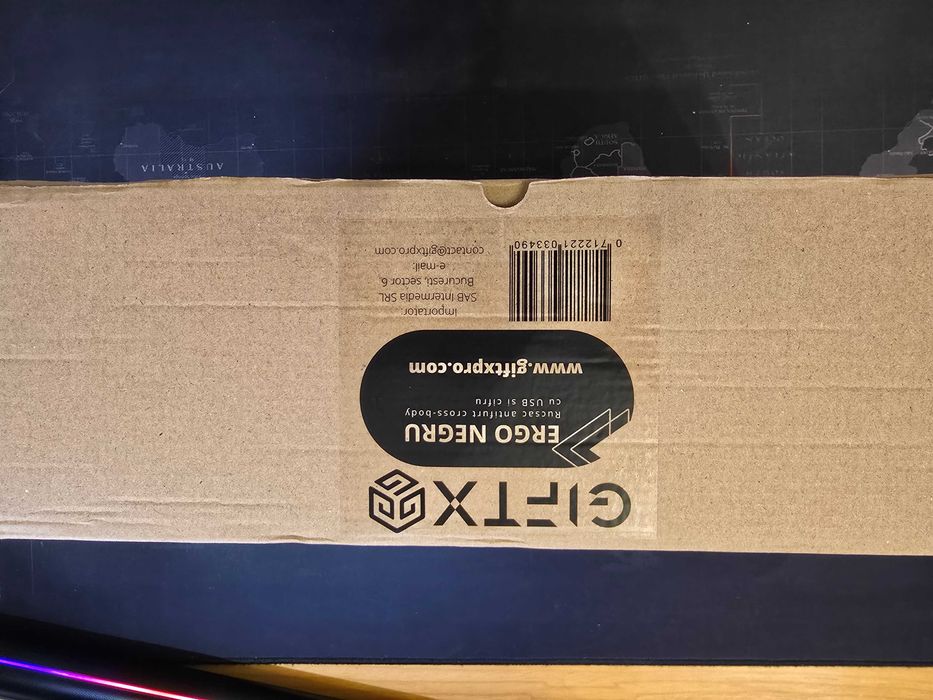 GIFTX
ERGO NEGRU
Rucsac antifurt cross-body
cu USB si cifru
www.giftxpro.com
Importator:
SAB Intermedia SRL
Bucuresti, sector 6
e-mail:
contact@giftxpro.com
0 712221 033490
AUSTRALIA